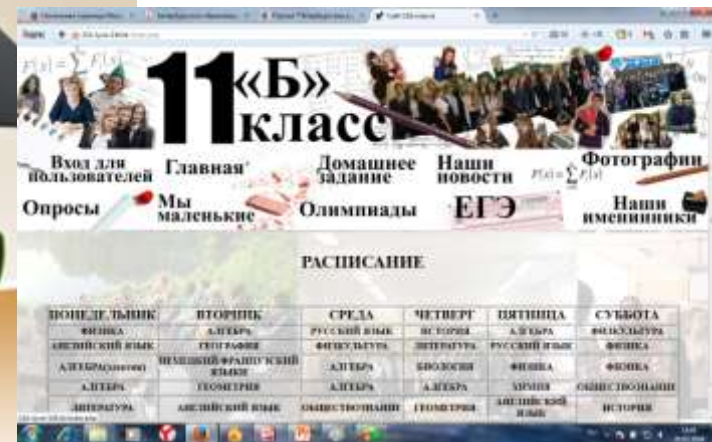 11 «Б»
класс
Вход для
пользователей
Главная
Домашнее
задание
Наши
новости
Фотографии
Опросы
Мы
маленькие
Олимпиады
ЕГЭ
Наши
именинники
РАСПИСАНИЕ
ПОНЕДЕЛЬНИК ВТОРНИК СРЕДА ЧЕТВЕРГ ПЯТНИЦА СУББОТА
ФИЗИКА АЛГЕБРА РУССКИЙ ЯЗЫК ИСТОРИЯ АЛГЕБРА ФИЗКУЛЬТУРА
АНГЛИЙСКИЙ ЯЗЫК ГЕОГРАФИЯ ФИЗКУЛЬТУРА ЛИТЕРАТУРА РУССКИЙ ЯЗЫК ФИЗИКА
АЛГЕБРА НЕМЕЦКИЙ/ФРАНЦУЗСКИЙ ЯЗЫКИ АЛГЕБРА БИОЛОГИЯ ФИЗИКА ФИЗИКА
АЛГЕБРА ГЕОМЕТРИЯ АЛГЕБРА АЛГЕБРА ХИМИЯ ОБЩЕСТВОЗНАНИЕ
ЛИТЕРАТУРА АНГЛИЙСКИЙ ЯЗЫК ОБЩЕСТВОЗНАНИЕ ГЕОМЕТРИЯ АНГЛИЙСКИЙ ЯЗЫК ИСТОРИЯ